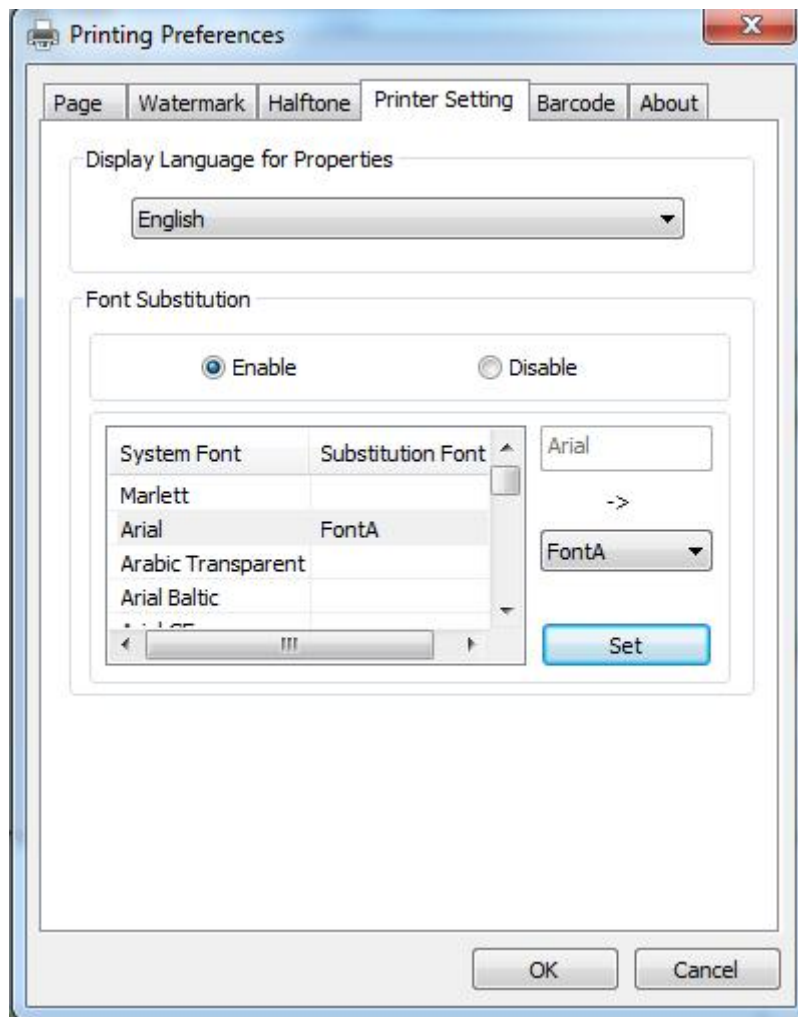 Printing Preferences
Page Watermark Halftone Printer Setting Barcode About
Display Language for Properties
English
Font Substitution
Enable Disable
System Font Substitution Font
Marlett
Arial FontA
Arabic Transparent
Arial Baltic
Arial
->
FontA
Set
OK Cancel